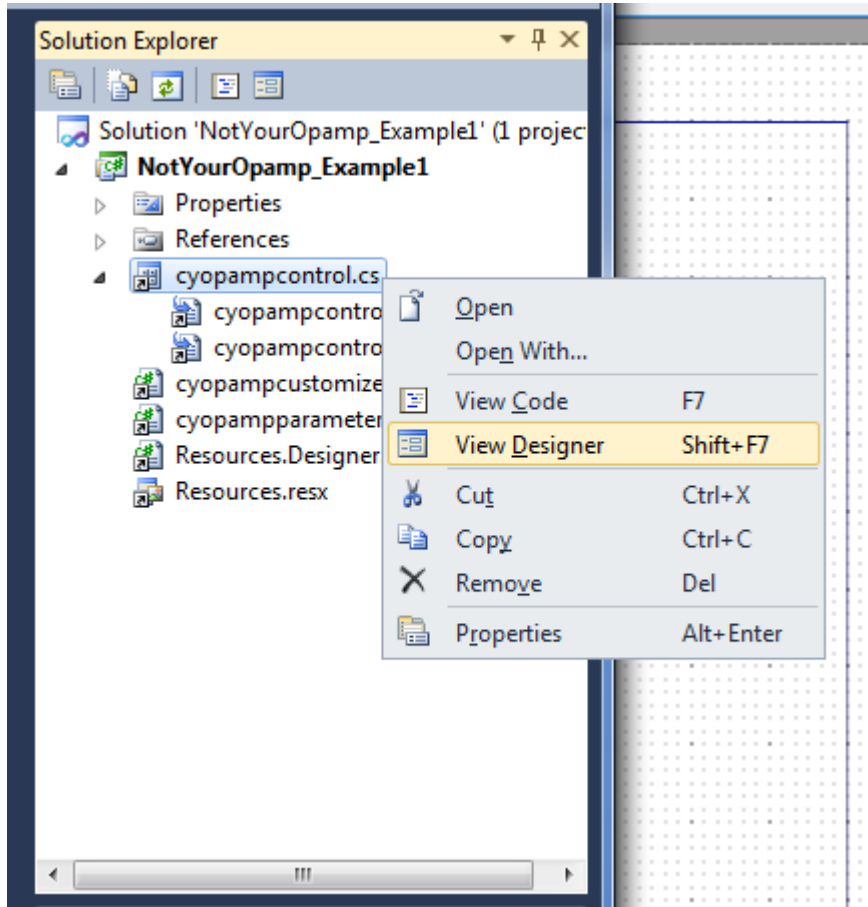 Solution Explorer
Solution 'NotYourOpamp_Example1' (1 projec
NotYourOpamp_Example1
Properties
References
cyopampcontrol.cs
cyopampcontro
cyopampcontro
cyopampcustomize
cyopampparameter
Resources.Designer
Resources.resx
Open
Open With...
View Code F7
View Designer Shift+F7
Cut Ctrl+X
Copy Ctrl+C
Remove Del
Properties Alt+Enter